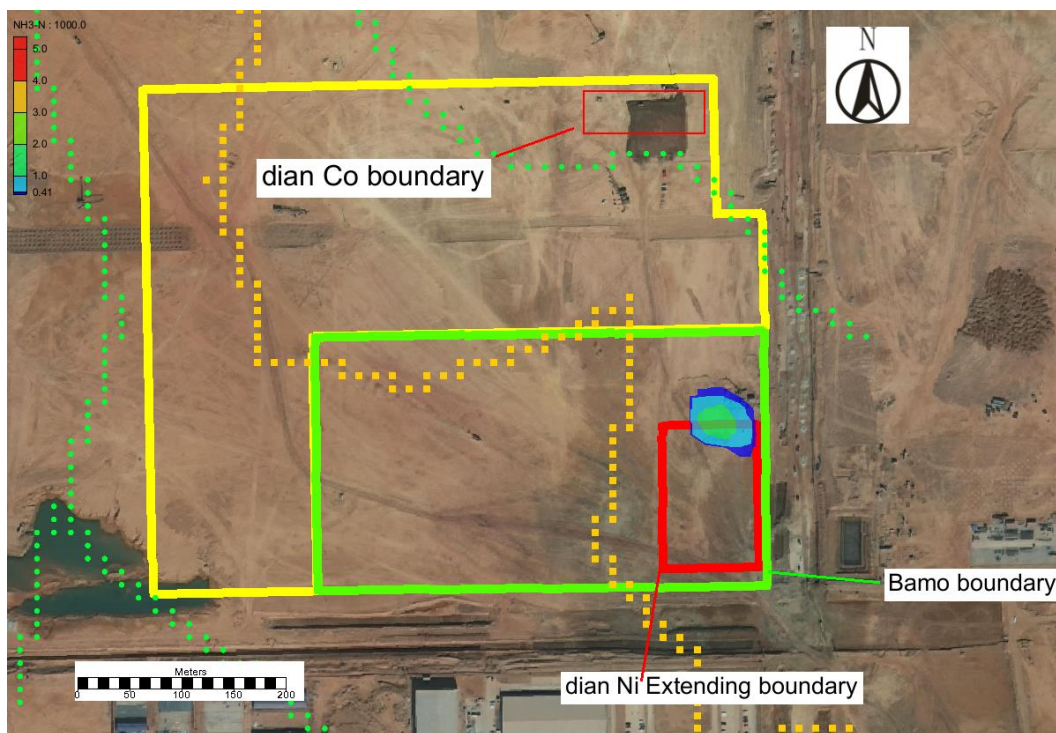 NH3-N : 1000.0
5.0
4.0
3.0
2.0
1.0
0.41
N
dian Co boundary
Bamo boundary
dian Ni Extending boundary
Meters
0 50 100 150 200